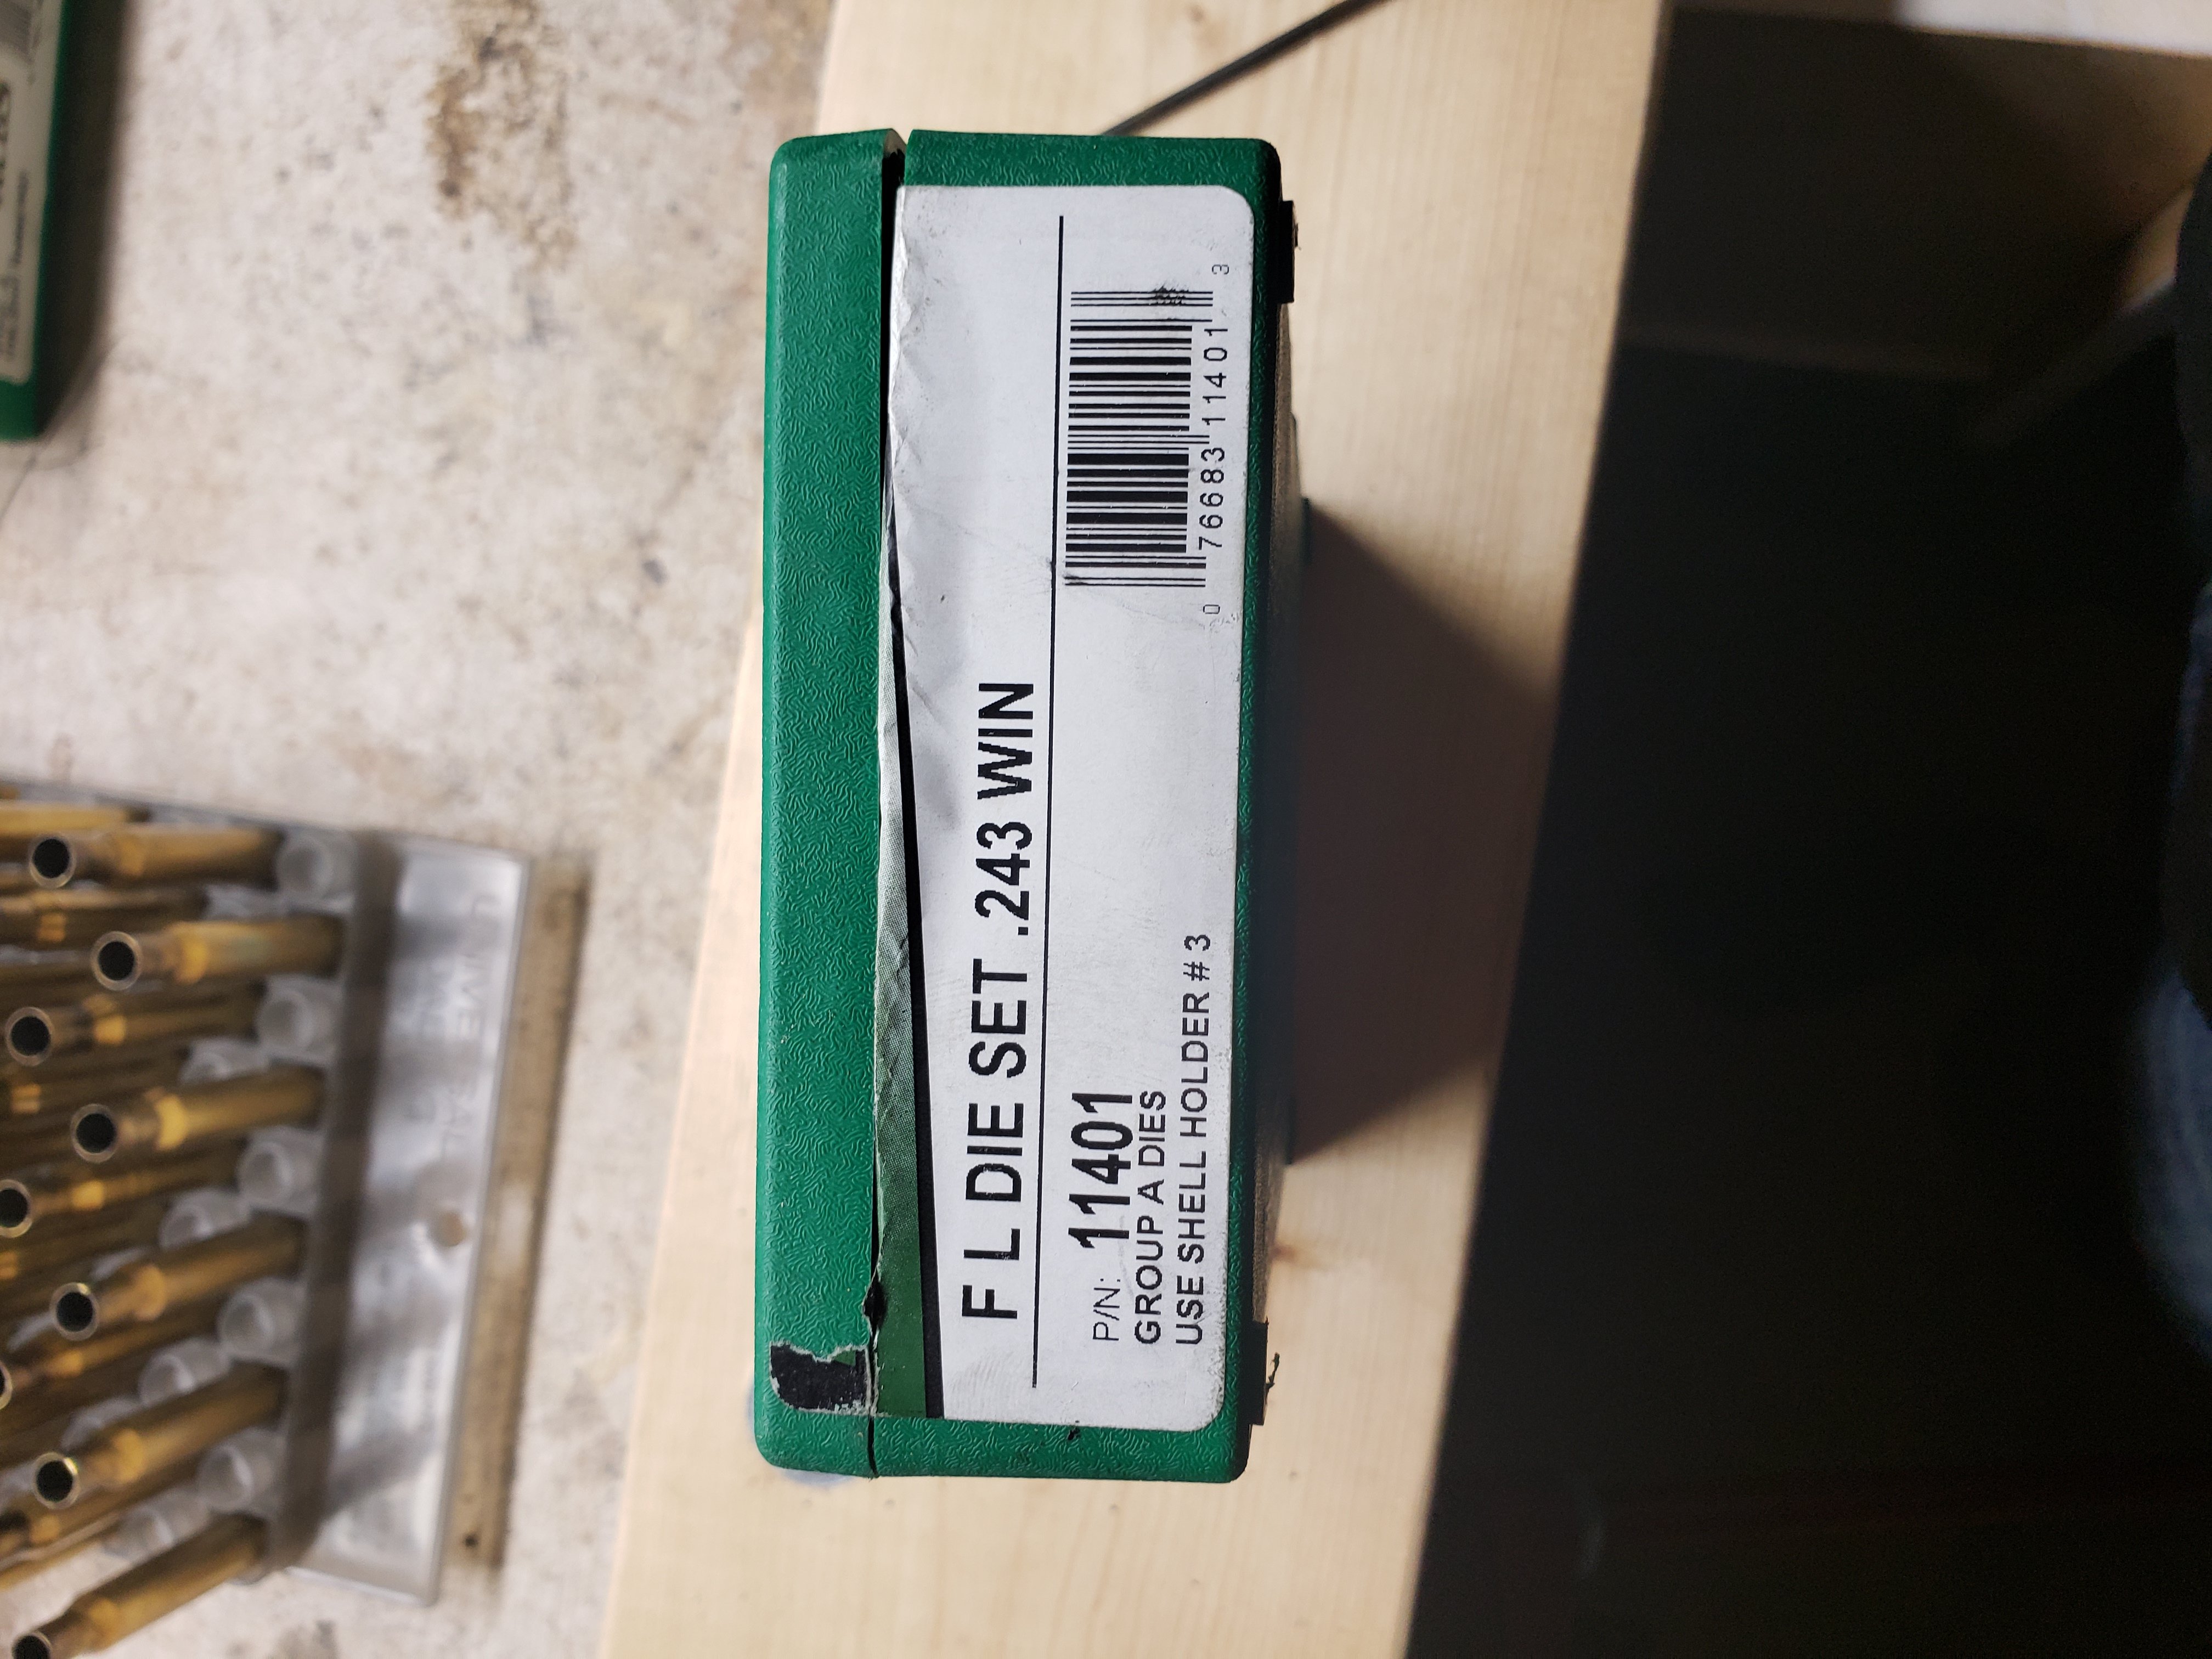 F L DIE SET .243 WIN
P/N: 11401
GROUP A DIES
USE SHELL HOLDER # 3
0 76683 11401 3